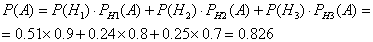 P(A) = P(H₁) · P_{H1}(A) + P(H₂) · P_{H2}(A) + P(H₃) · P_{H3}(A) =
= 0.51 × 0.9 + 0.24 × 0.8 + 0.25 × 0.7 = 0.826